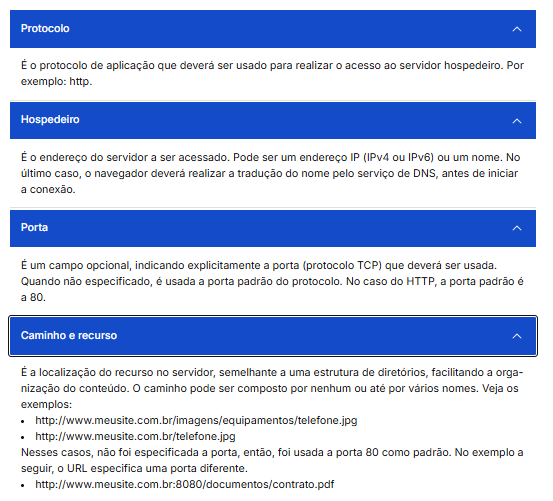 Protocolo
É o protocolo de aplicação que deverá ser usado para realizar o acesso ao servidor hospedeiro. Por
exemplo: http.
Hospedeiro
É o endereço do servidor a ser acessado. Pode ser um endereço IP (IPv4 ou IPv6) ou um nome. No
último caso, o navegador deverá realizar a tradução do nome pelo serviço de DNS, antes de iniciar
a conexão.
Porta
É um campo opcional, indicando explicitamente a porta (protocolo TCP) que deverá ser usada.
Quando não especificado, é usada a porta padrão do protocolo. No caso do HTTP, a porta padrão é
a 80.
Caminho e recurso
É a localização do recurso no servidor, semelhante a uma estrutura de diretórios, facilitando a orga-
nização do conteúdo. O caminho pode ser composto por nenhum ou até por vários nomes. Veja os
exemplos:
• http://www.meusite.com.br/imagens/equipamentos/telefone.jpg
• http://www.meusite.com.br/telefone.jpg
Nesses casos, não foi especificada a porta, então, foi usada a porta 80 como padrão. No exemplo a
seguir, o URL especifica uma porta diferente.
• http://www.meusite.com.br:8080/documentos/contrato.pdf